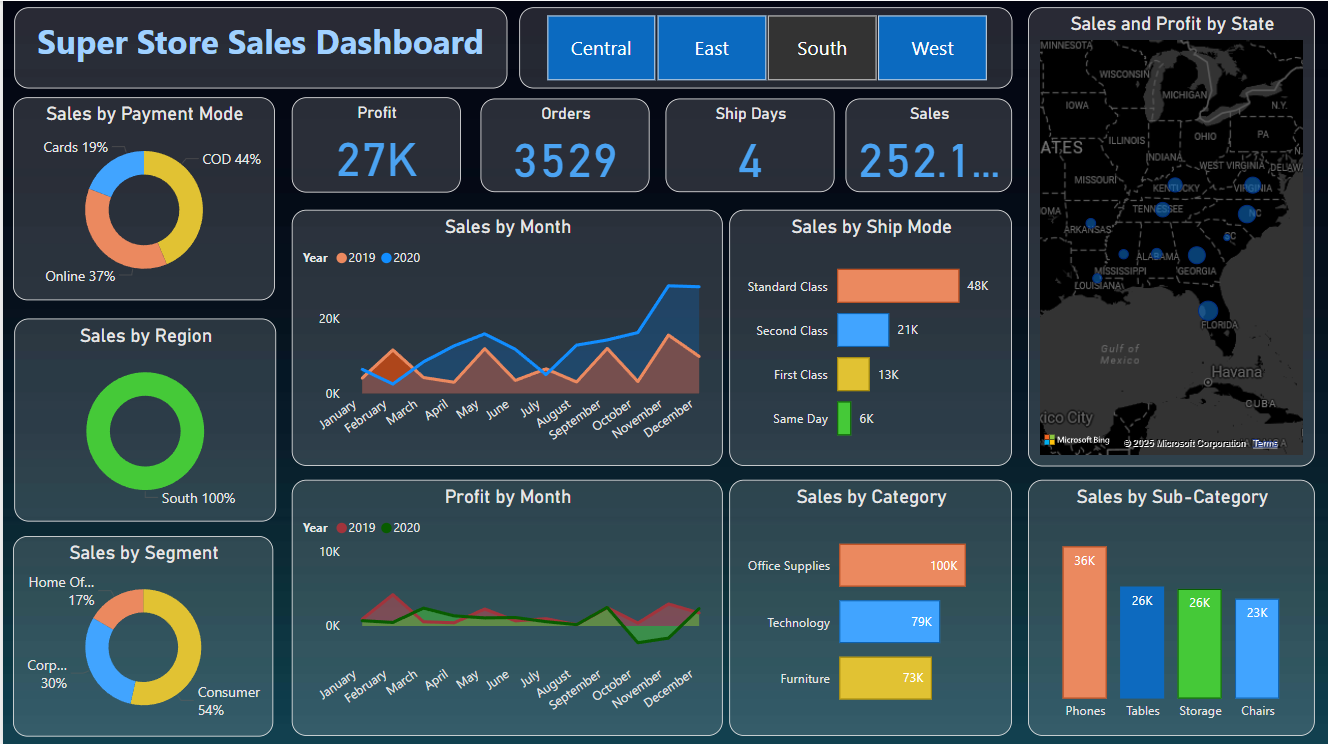 Super Store Sales Dashboard
Central
East
South
West
Sales by Payment Mode
Cards 19%
COD 44%
Online 37%
Profit
27K
Orders
3529
Ship Days
4
Sales
252.1...
Sales and Profit by State
MINNESOTA
WISCONSIN
MICHIGAN
IOWA
N.Y.
ILLINOIS
OHIO
PA
ATES
INDIANA
WEST VIRGINIA
DELAW
MISSOURI
KENTUCKY
VIRGINIA
OMA
TENNESSEE
NC
ARKANSAS
SC
ALABAMA
MISSISSIPPI
GEORGIA
LOUISIANA
FLORIDA
Gulf of
Mexico
Havana
CUBA
xico City
Microsoft Bing
© 2025 Microsoft Corporation
Terms
Sales by Region
South 100%
Sales by Segment
Home Of...
17%
Corp...
30%
Consumer
54%
Sales by Month
Year 2019 2020
20K
0K
January
February
March
April
May
June
July
August
September
October
November
December
Sales by Ship Mode
Standard Class 48K
Second Class 21K
First Class 13K
Same Day 6K
Profit by Month
Year 2019 2020
10K
0K
January
February
March
April
May
June
July
August
September
October
November
December
Sales by Category
Office Supplies 100K
Technology 79K
Furniture 73K
Sales by Sub-Category
36K
26K
26K
23K
Phones
Tables
Storage
Chairs